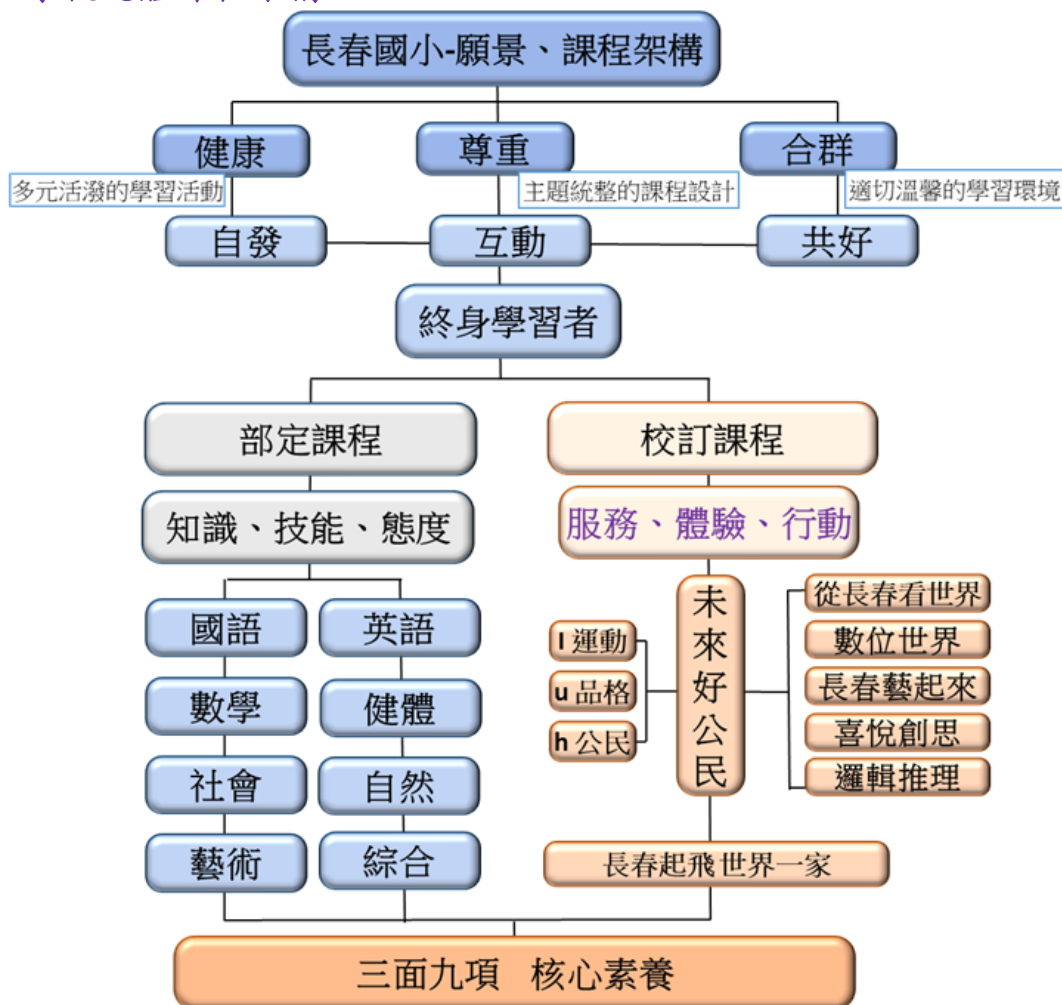 長春國小-願景、課程架構
健康
尊重
合群
多元活潑的學習活動
主題統整的課程設計
適切溫馨的學習環境
自發
互動
共好
終身學習者
部定課程
校訂課程
知識、技能、態度
服務、體驗、行動
國語
英語
數學
健體
社會
自然
藝術
綜合
l 運動
u 品格
h 公民
未來好公民
從長春看世界
數位世界
長春藝起來
喜悅創思
邏輯推理
長春起飛世界一家
三面九項 核心素養